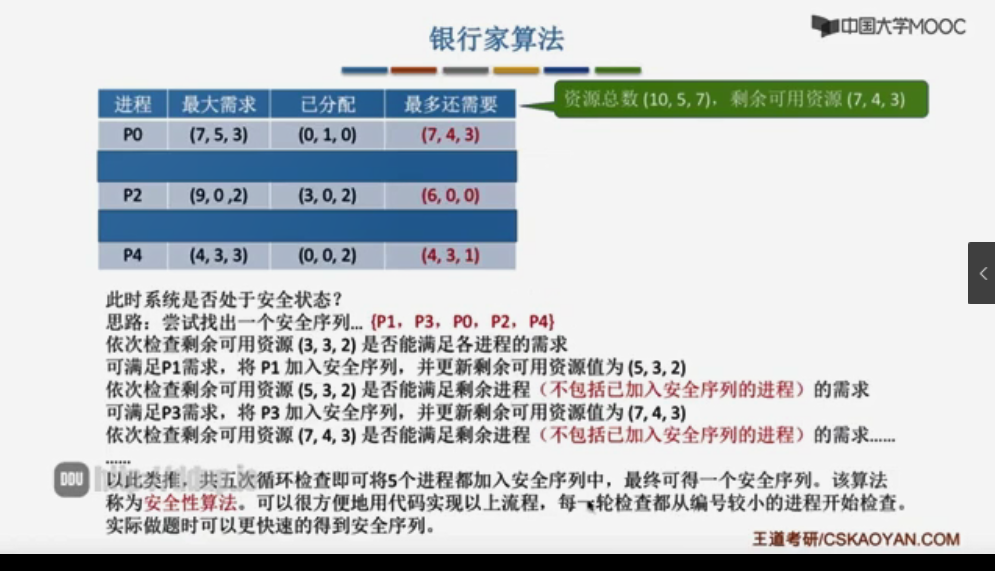 中国大学MOOC
银行家算法
资源总数 (10, 5, 7)，剩余可用资源 (7, 4, 3)
进程 最大需求 已分配 最多还需要
P0 (7, 5, 3) (0, 1, 0) (7, 4, 3)
P2 (9, 0 ,2) (3, 0, 2) (6, 0, 0)
P4 (4, 3, 3) (0, 0, 2) (4, 3, 1)
此时系统是否处于安全状态？
思路：尝试找出一个安全序列... {P1，P3，P0，P2，P4}
依次检查剩余可用资源 (3, 3, 2) 是否能满足各进程的需求
可满足P1需求，将 P1 加入安全序列，并更新剩余可用资源值为 (5, 3, 2)
依次检查剩余可用资源 (5, 3, 2) 是否能满足剩余进程（不包括已加入安全序列的进程）的需求
可满足P3需求，将 P3 加入安全序列，并更新剩余可用资源值为 (7, 4, 3)
依次检查剩余可用资源 (7, 4, 3) 是否能满足剩余进程（不包括已加入安全序列的进程）的需求......
......
DDU
以此类推，共五次循环检查即可将5个进程都加入安全序列中，最终可得一个安全序列。该算法
称为安全性算法。可以很方便地用代码实现以上流程，每一轮检查都从编号较小的进程开始检查。
实际做题时可以更快速的得到安全序列。
王道考研/CSKAOYAN.COM